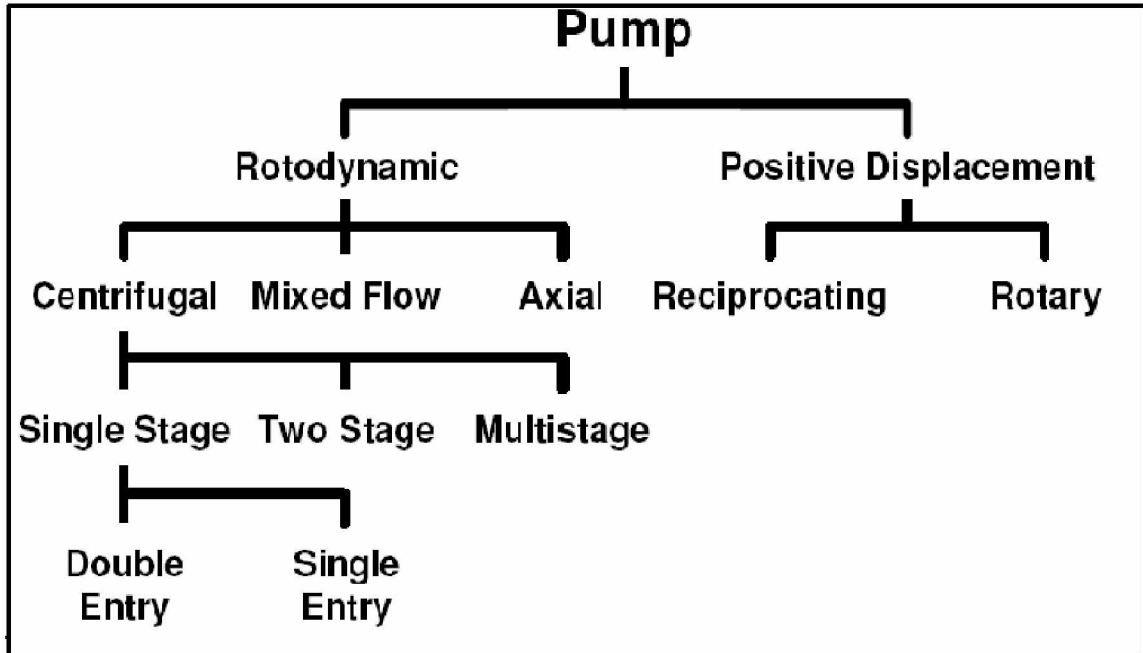 Pump
Rotodynamic Positive Displacement
Centrifugal Mixed Flow Axial Reciprocating Rotary
Single Stage Two Stage Multistage
Double Single
Entry Entry